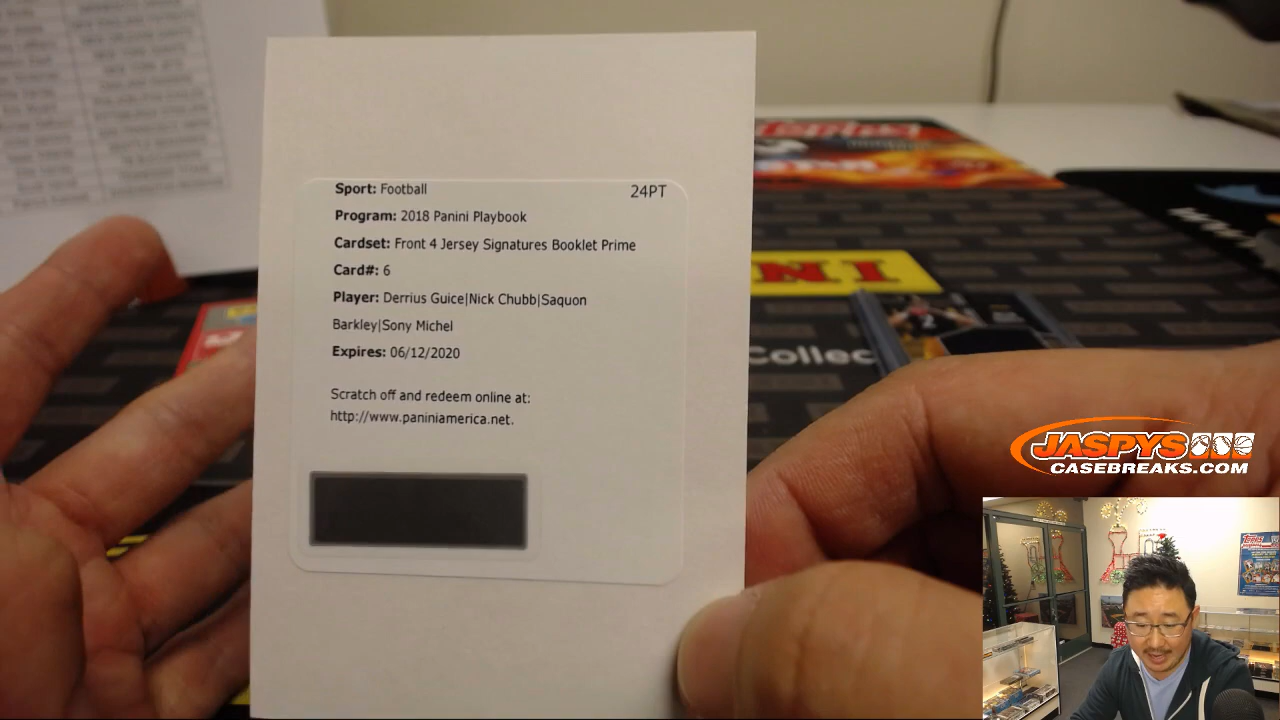 Sport: Football
24PT
Program: 2018 Panini Playbook
Cardset: Front 4 Jersey Signatures Booklet Prime
Card#: 6
Player: Derrius Guice|Nick Chubb|Saquon
Barkley|Sony Michel
Expires: 06/12/2020
Scratch off and redeem online at:
http://www.paniniamerica.net.
Collec
JASPYS
CASEBREAKS.COM